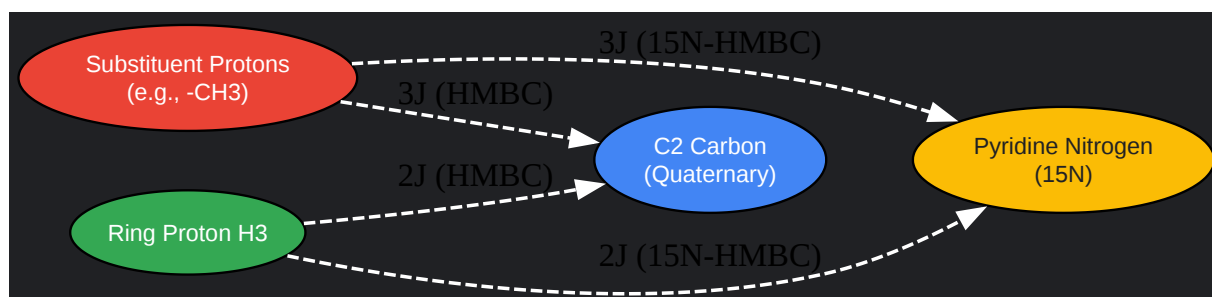 3J (15N-HMBC)
Substituent Protons
(e.g., -CH3)
3J (HMBC)
C2 Carbon
(Quaternary)
Pyridine Nitrogen
(15N)
2J (HMBC)
Ring Proton H3
2J (15N-HMBC)